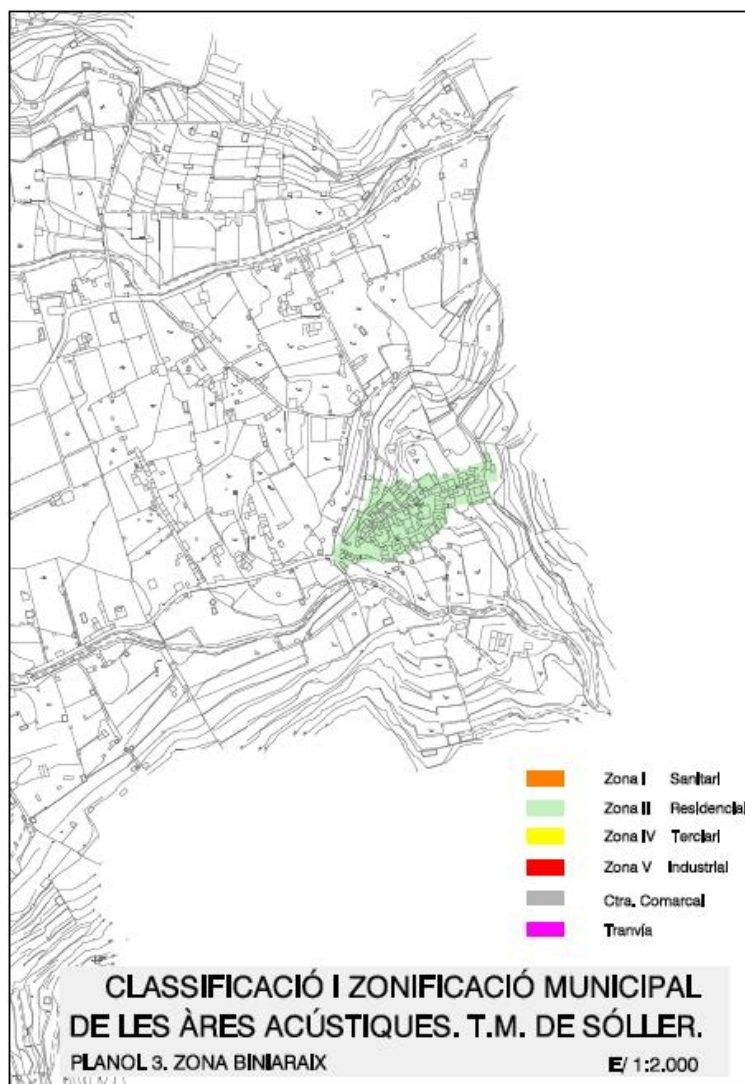 Zona I Sanitari
Zona II Residencial
Zona IV Terciari
Zona V Industrial
Ctra. Comarcal
Tranvía
CLASSIFICACIÓ I ZONIFICACIÓ MUNICIPAL
DE LES ÀRES ACÚSTIQUES. T.M. DE SÓLLER.
PLANOL 3. ZONA BINIARAIX E/ 1:2.000